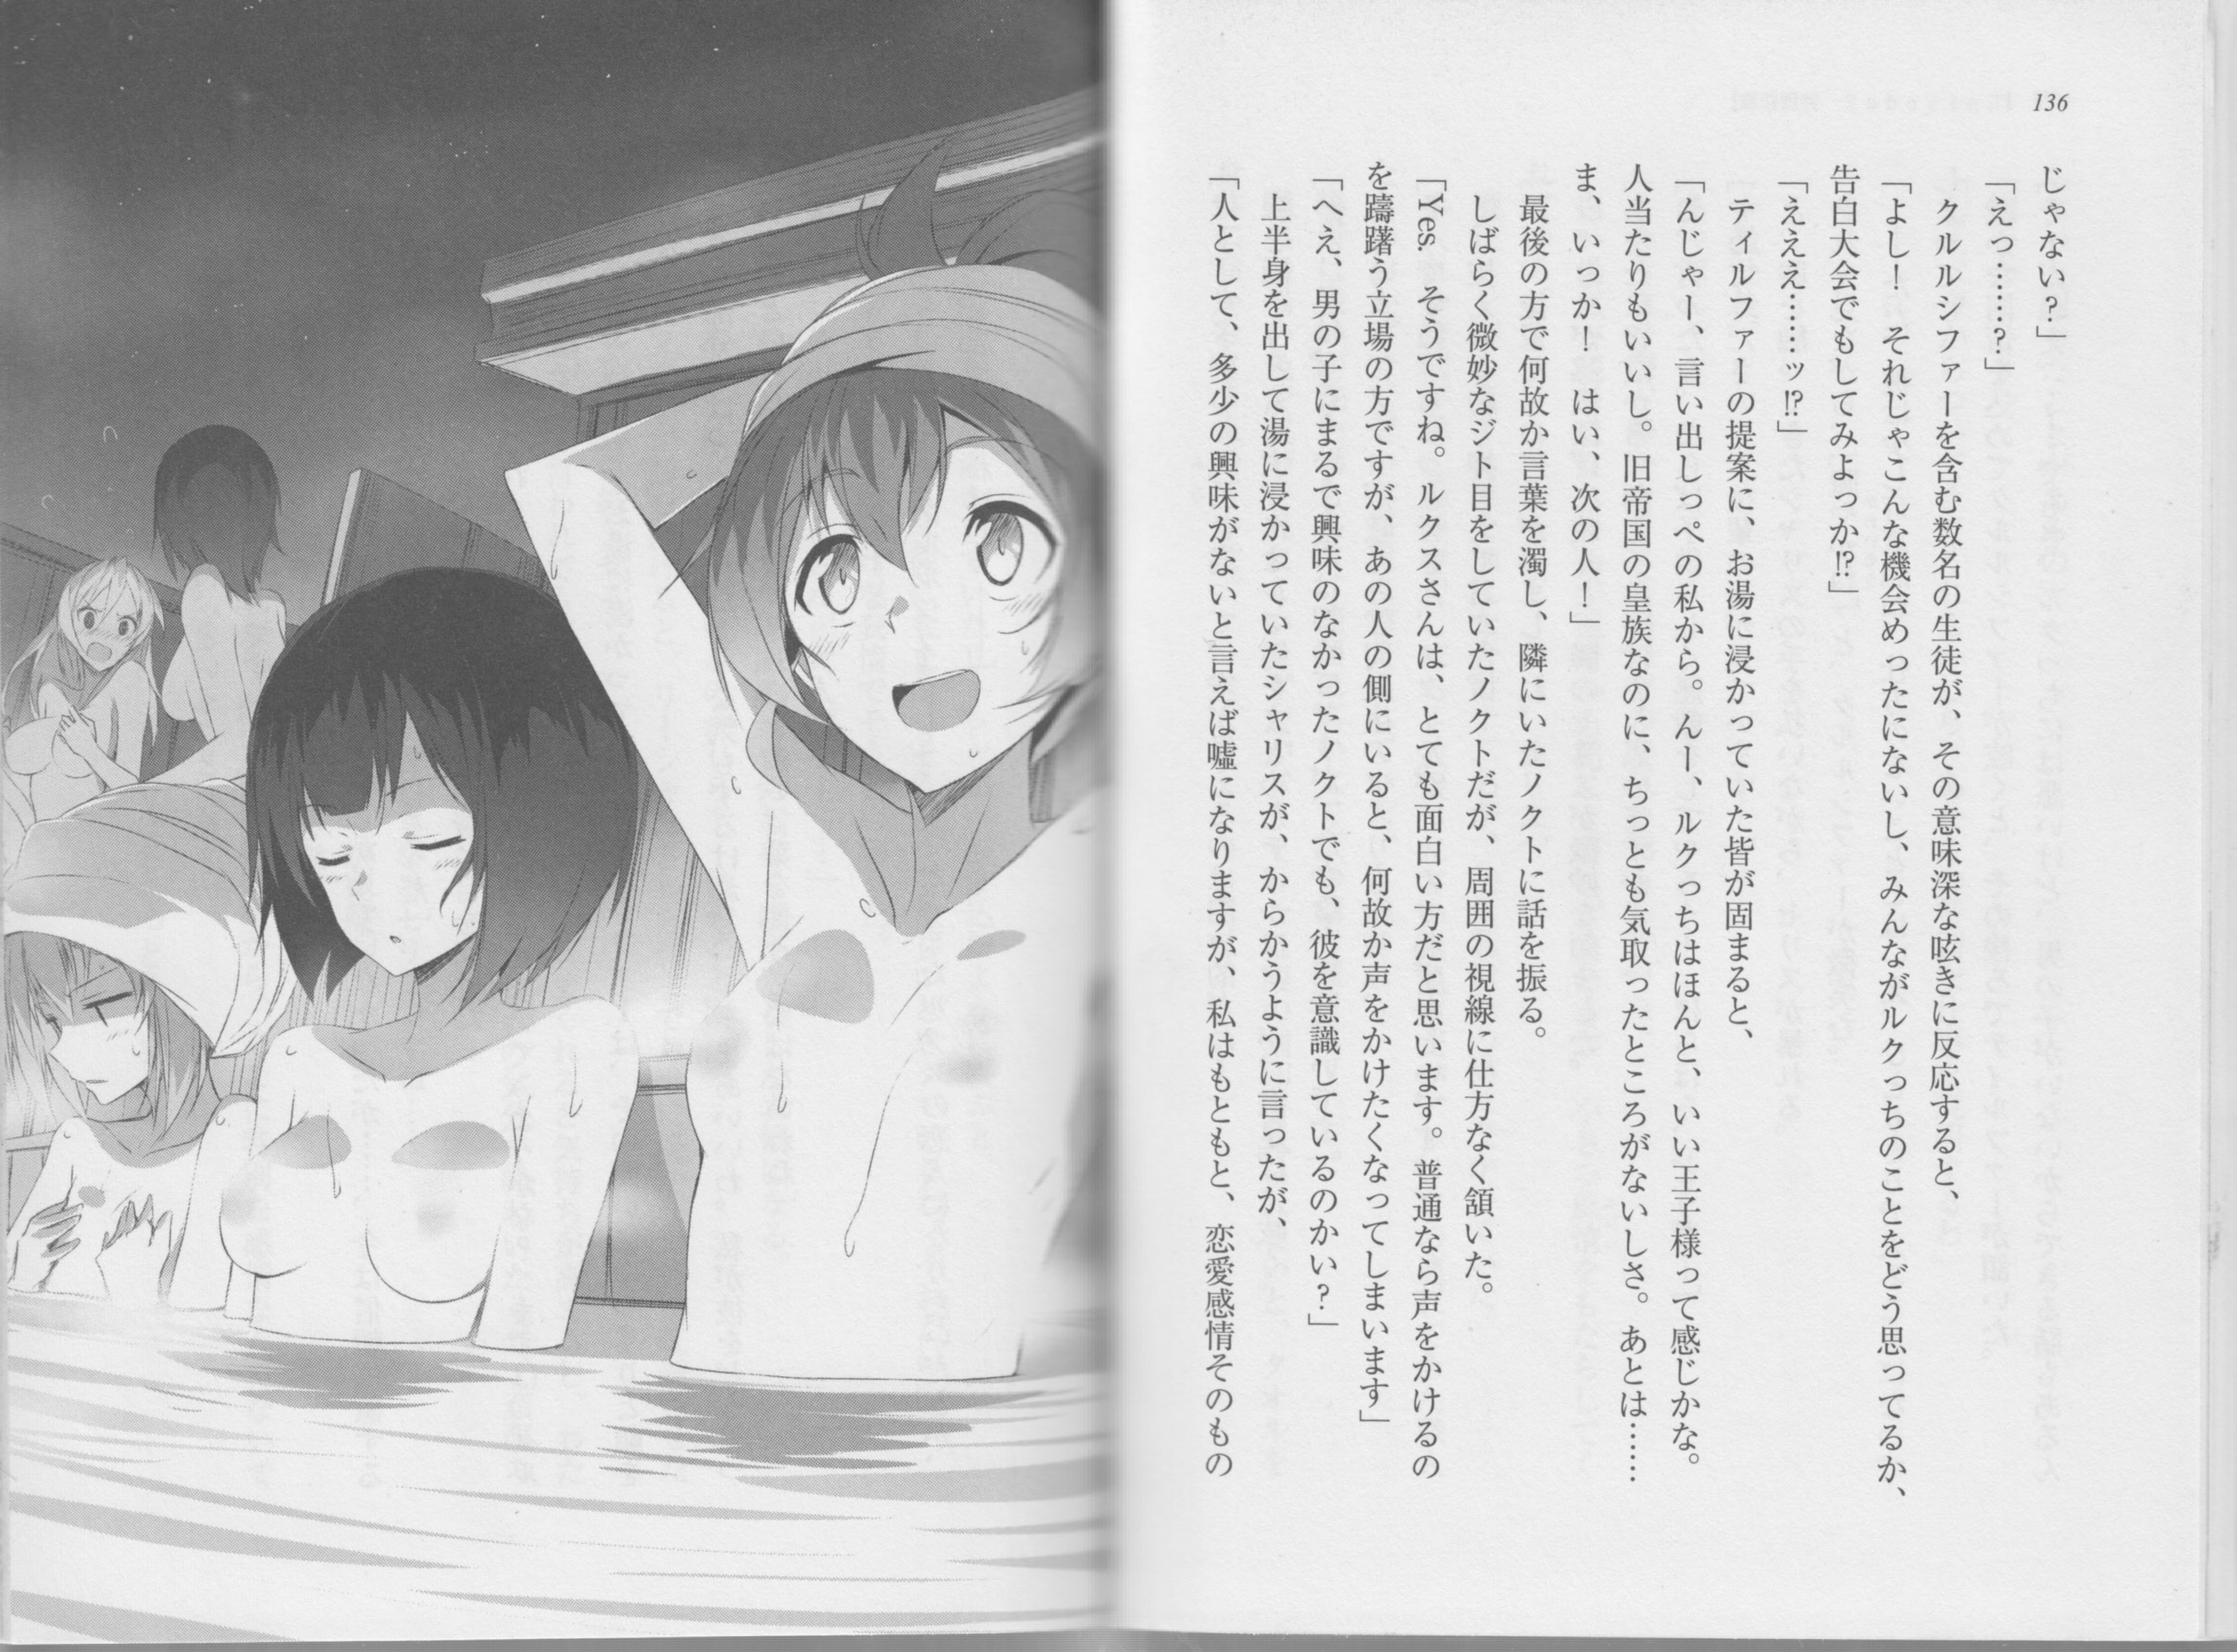 136
じゃない?」
「えっ……?」
クルルシファーを含む数名の生徒が、その意味深な呟きに反応すると、
「よし! それじゃこんな機会めったにないし、みんながルクっちのことをどう思ってるか、
告白大会でもしてみよっか⁉」
「えええ……ッ⁉」
ティルファーの提案に、お湯に浸かっていた皆が固まると、
「んじゃー、言い出しっぺの私から。んー、ルクっちはほんと、いい王子様って感じかな。
人当たりもいいし。旧帝国の皇族なのに、ちっとも気取ったところがないしさ。あとは……
ま、いっか! はい、次の人!」
最後の方で何故か言葉を濁し、隣にいたノクトに話を振る。
しばらく微妙なジト目をしていたノクトだが、周囲の視線に仕方なく頷いた。
「Yes. そうですね。ルクスさんは、とても面白い方だと思います。普通なら声をかけるの
を躊躇う立場の方ですが、あの人の側にいると、何故か声をかけたくなってしまいます」
「へえ、男の子にまるで興味のなかったノクトでも、彼を意識しているのかい?」
上半身を出して湯に浸かっていたシャリスが、からかうように言ったが、
「人として、多少の興味がないと言えば嘘になりますが、私はもともと、恋愛感情そのもの